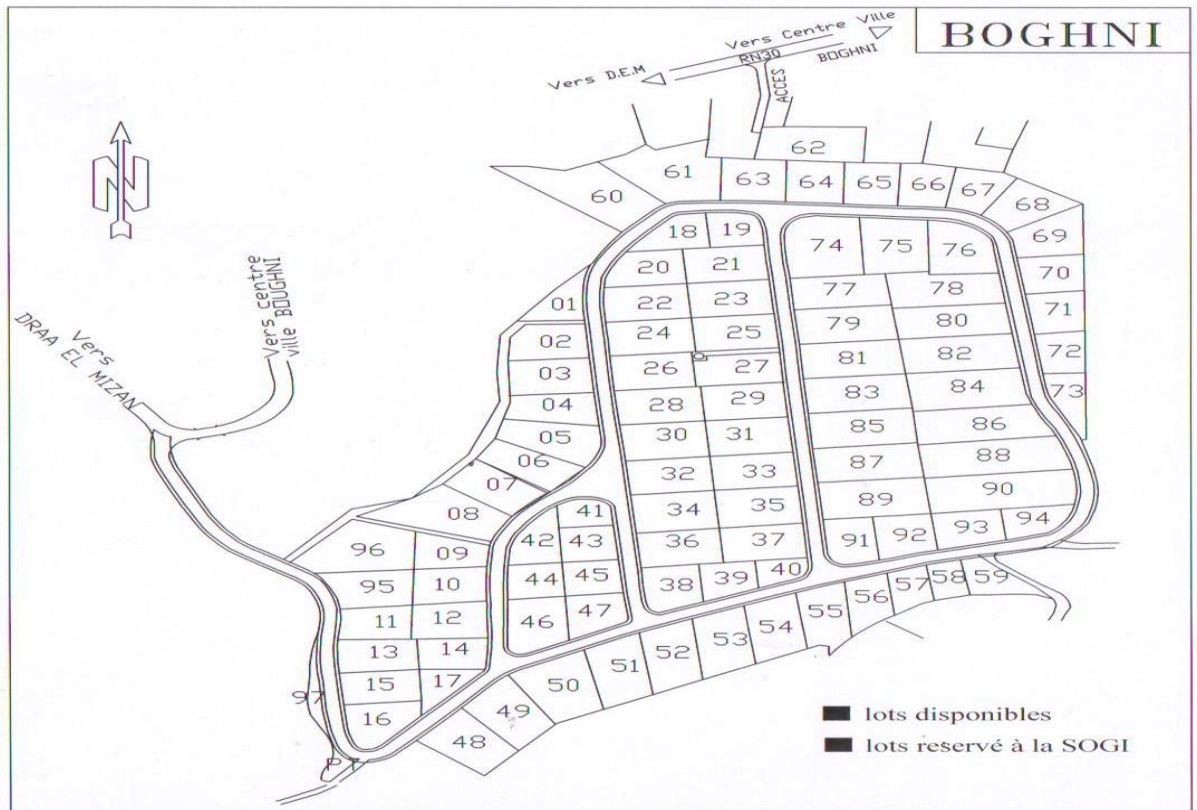 BOGHNI
Vers Centre Ville
RN30
BOGHNI
Vers D.E.M
ACCES
62
61
60
63 64 65 66 67
68
69
70
71
72
73
18 19
74 75 76
20 21
22 23
24 25
26 27
28 29
30 31
32 33
34 35
36 37
38 39 40
77 78
79 80
81 82
83 84
85 86
87 88
89 90
91 92 93 94
01
02
03
04
05
06
07
08
Vers Centre
ville BOUGHNI
Vers
DRAA EL MIZAN
96 09
95 10
11 12
13 14
15 17
16
97
41
42 43
44 45
46 47
48 49 50 51 52 53 54 55 56 57 58 59
lots disponibles
lots reservé à la SOGI